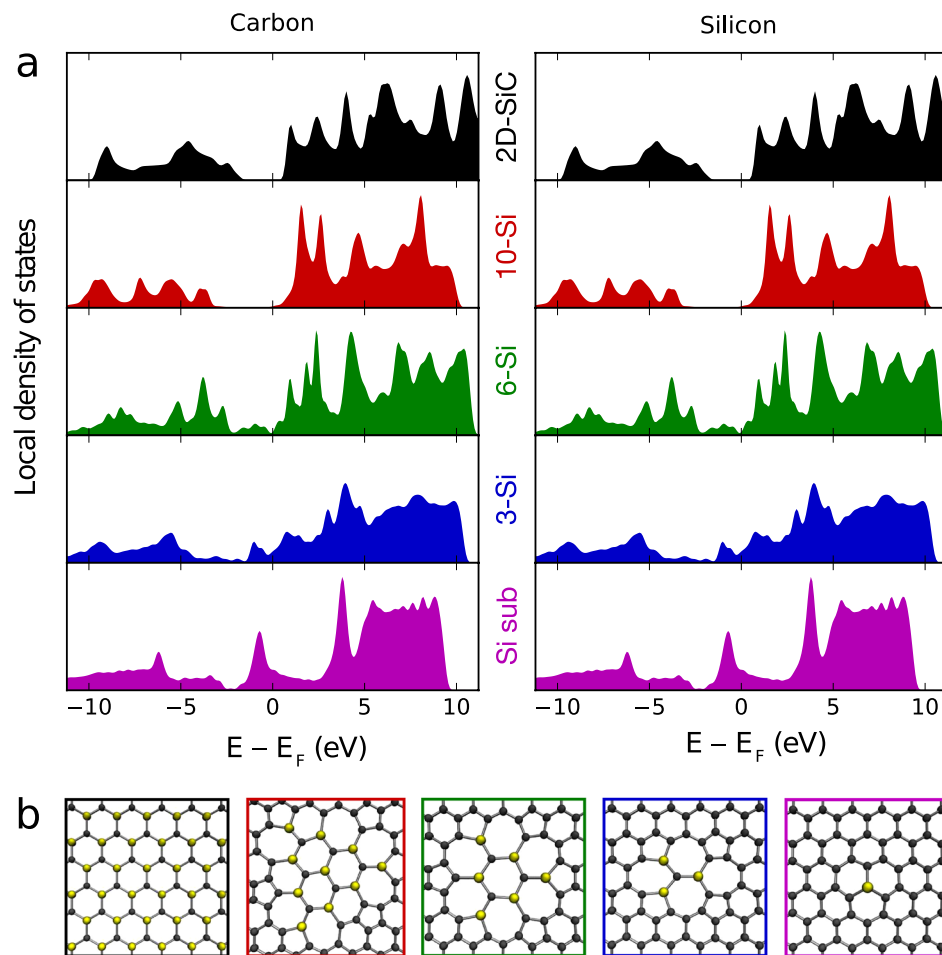 Carbon
Silicon
a
Local density of states
2D-SiC
10-Si
6-Si
3-Si
Si sub
−10 −5 0 5 10
−10 −5 0 5 10
E − E_F (eV)
E − E_F (eV)
b